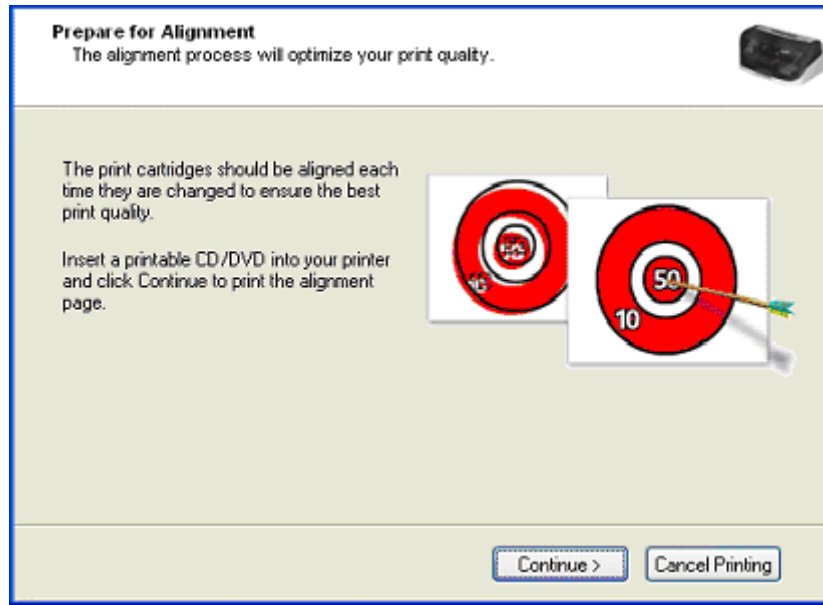 Prepare for Alignment
The alignment process will optimize your print quality.
The print cartridges should be aligned each
time they are changed to ensure the best
print quality.
Insert a printable CD/DVD into your printer
and click Continue to print the alignment
page.
50
10
Continue >
Cancel Printing